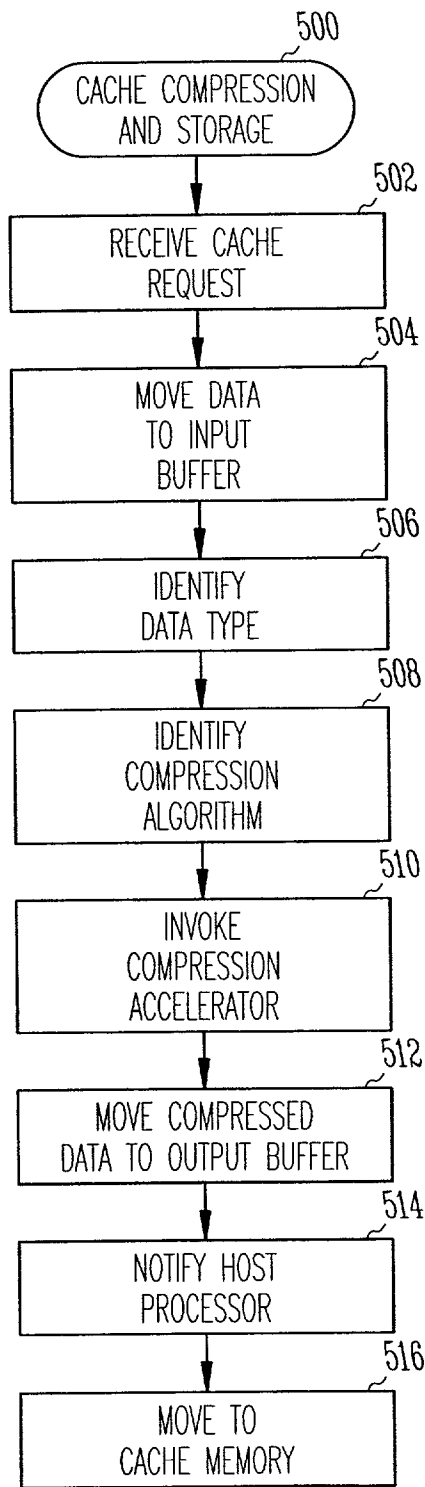 500
CACHE COMPRESSION
AND STORAGE
502
RECEIVE CACHE
REQUEST
504
MOVE DATA
TO INPUT
BUFFER
506
IDENTIFY
DATA TYPE
508
IDENTIFY
COMPRESSION
ALGORITHM
510
INVOKE
COMPRESSION
ACCELERATOR
512
MOVE COMPRESSED
DATA TO OUTPUT BUFFER
514
NOTIFY HOST
PROCESSOR
516
MOVE TO
CACHE MEMORY